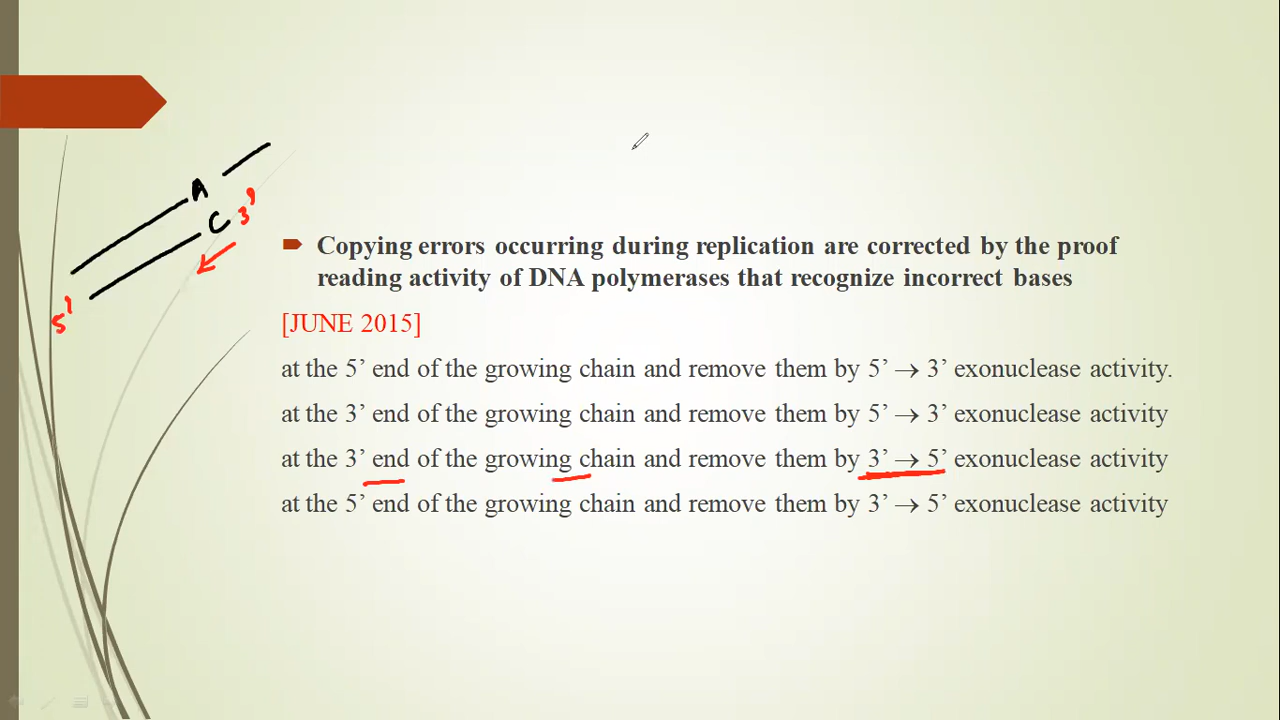 A
C 3'
5'
Copying errors occurring during replication are corrected by the proof
reading activity of DNA polymerases that recognize incorrect bases
[JUNE 2015]
at the 5’ end of the growing chain and remove them by 5’ → 3’ exonuclease activity.
at the 3’ end of the growing chain and remove them by 5’ → 3’ exonuclease activity
at the 3’ end of the growing chain and remove them by 3’ → 5’ exonuclease activity
at the 5’ end of the growing chain and remove them by 3’ → 5’ exonuclease activity